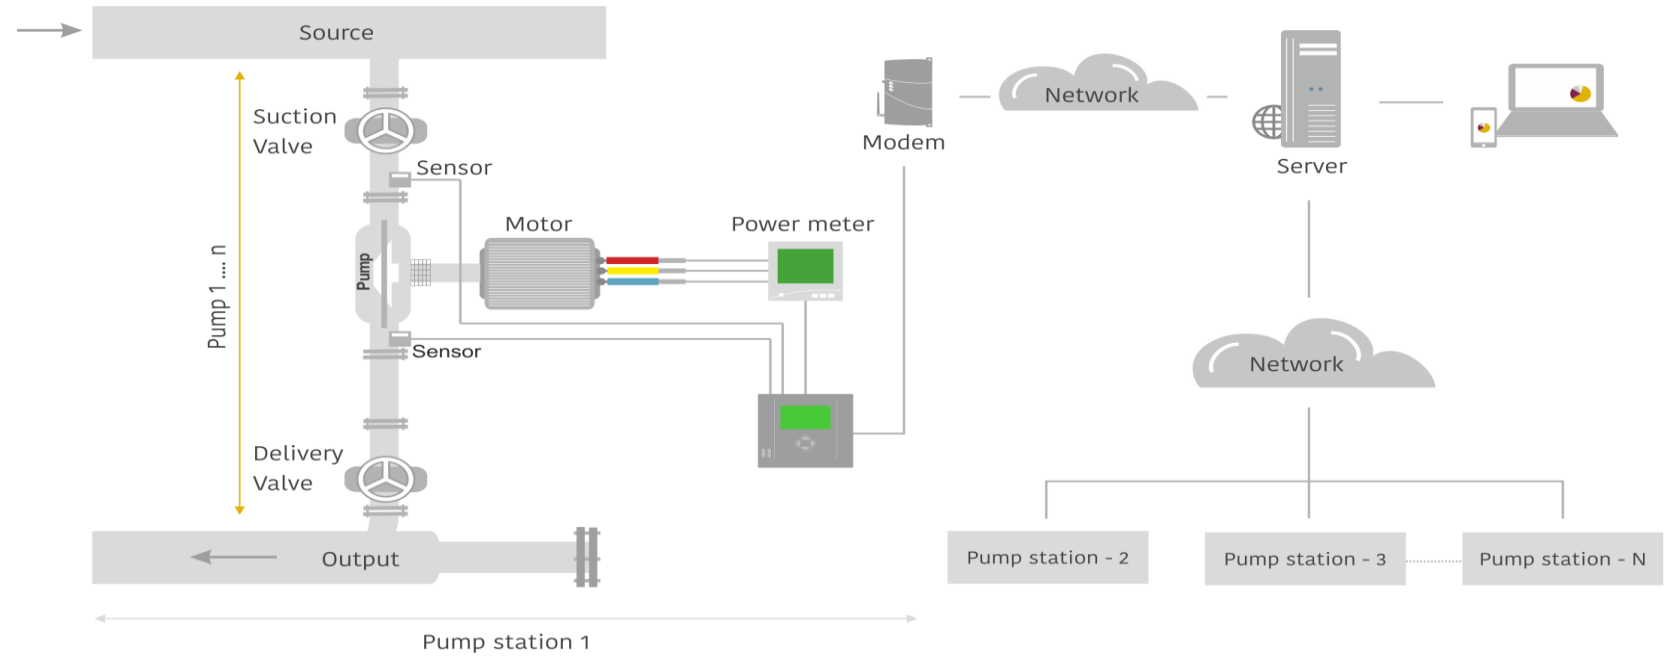 Source
Suction
Valve
Sensor
Motor
Power meter
Pump
Pump 1 .... n
Sensor
Delivery
Valve
Output
Pump station 1
Modem
Network
Server
Network
Pump station - 2
Pump station - 3
Pump station - N